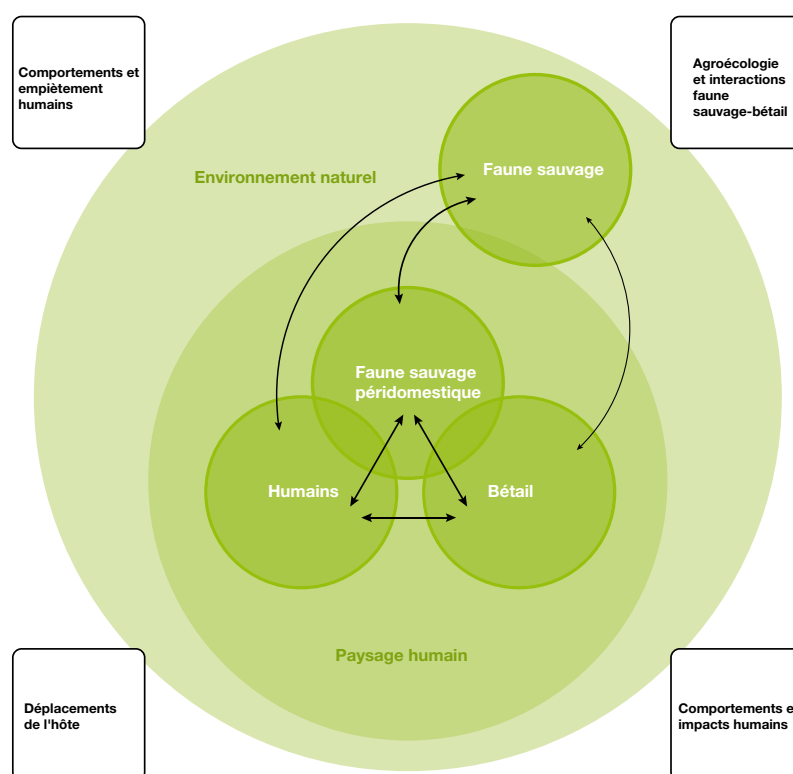 Comportements et
empiètement
humains
Agroécologie
et interactions
faune
sauvage-bétail
Faune sauvage
Environnement naturel
Faune sauvage
péridomestique
Humains
Bétail
Paysage humain
Déplacements
de l'hôte
Comportements e
impacts humains